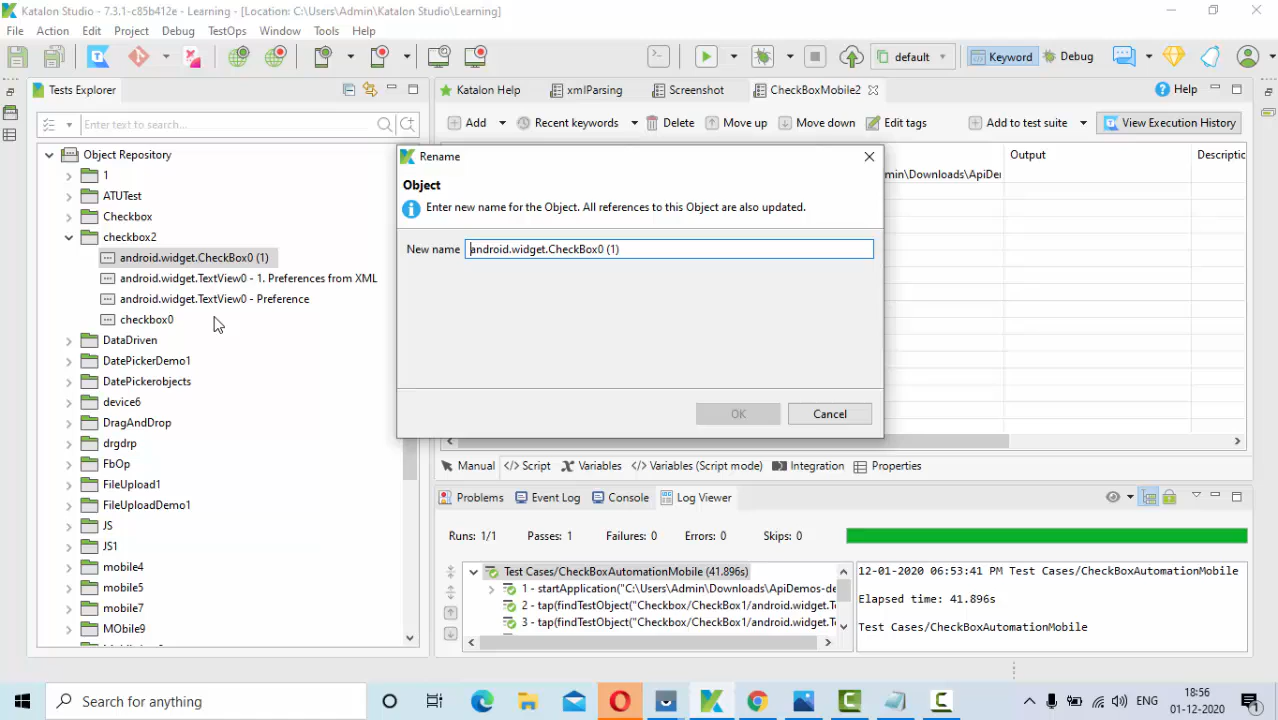 Katalon Studio - 7.3.1-c85b412e - Learning - [Location: C:\Users\Admin\Katalon Studio\Learning]
File Action Edit Project Debug TestOps Window Tools Help
default Keyword Debug
Tests Explorer
Katalon Help xmlParsing Screenshot CheckBoxMobile2 Help
Enter text to search...
Add Recent keywords Delete Move up Move down Edit tags Add to test suite View Execution History
Object Repository
1
ATUTest
Checkbox
checkbox2
android.widget.CheckBox0 (1)
android.widget.TextView0 - 1. Preferences from XML
android.widget.TextView0 - Preference
checkbox0
DataDriven
DatePickerDemo1
DatePickerobjects
device6
DragAndDrop
drgdrp
FbOp
FileUpload1
FileUploadDemo1
JS
JS1
mobile4
mobile5
mobile7
MObile9
Output Descriptic
min\Downloads\ApiDen
Rename
Object
Enter new name for the Object. All references to this Object are also updated.
New name android.widget.CheckBox0 (1)
OK Cancel
Manual </> Script Variables </> Variables (Script mode) Integration Properties
Problems Event Log Console Log Viewer
Runs: 1/1 Passes: 1 Failures: 0 Errors: 0 Skips: 0
Test Cases/CheckBoxAutomationMobile (41.896s)
1 - startApplication("C:\Users\Admin\Downloads\ApiDemos-de
2 - tap(findTestObject("Checkbox/CheckBox1/android.widget.T
3 - tap(findTestObject("Checkbox/CheckBox1/android.widget.T
12-01-2020 06:53:41 PM Test Cases/CheckBoxAutomationMobile
Elapsed time: 41.896s
Test Cases/CheckBoxAutomationMobile
Search for anything
ENG
18:56
01-12-2020
1